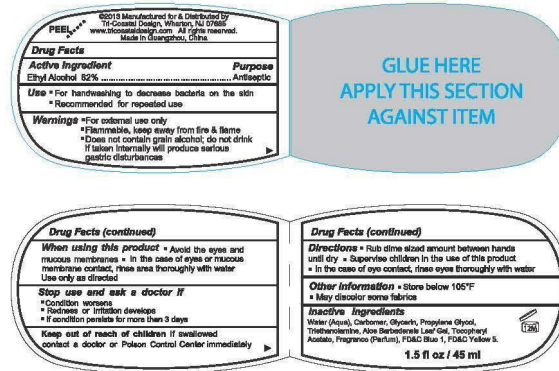 ©2013 Manufactured for & Distributed by
Tri-Coastal Design, Wharton, NJ 07885
www.tricoastaldesign.com All rights reserved.
Made in Guangzhou, China
PEEL
Drug Facts
Active Ingredient Purpose
Ethyl Alcohol 62% ........ Antiseptic
Use ▪ For handwashing to decrease bacteria on the skin
▪ Recommended for repeated use
Warnings ▪ For external use only
▪ Flammable, keep away from fire & flame
▪ Does not contain grain alcohol; do not drink
If taken internally will produce serious
gastric disturbances
GLUE HERE
APPLY THIS SECTION
AGAINST ITEM
Drug Facts (continued)
When using this product ▪ Avoid the eyes and
mucous membranes ▪ In the case of eyes or mucous
membrane contact, rinse area thoroughly with water
Use only as directed
Stop use and ask a doctor if
▪ Condition worsens
▪ Redness or irritation develops
▪ If condition persists for more than 3 days
Keep out of reach of children If swallowed
contact a doctor or Poison Control Center immediately
Drug Facts (continued)
Directions ▪ Rub dime sized amount between hands
until dry ▪ Supervise children in the use of this product
▪ In the case of eye contact, rinse eyes thoroughly with water
Other information ▪ Store below 105°F
▪ May discolor some fabrics
Inactive Ingredients
Water (Aqua), Carbomer, Glycerin, Propylene Glycol,
Triethanolamine, Aloe Barbadensis Leaf Gel, Tocopheryl
Acetate, Fragrance (Parfum), FD&C Blue 1, FD&C Yellow 5.
12M
1.5 fl oz / 45 ml